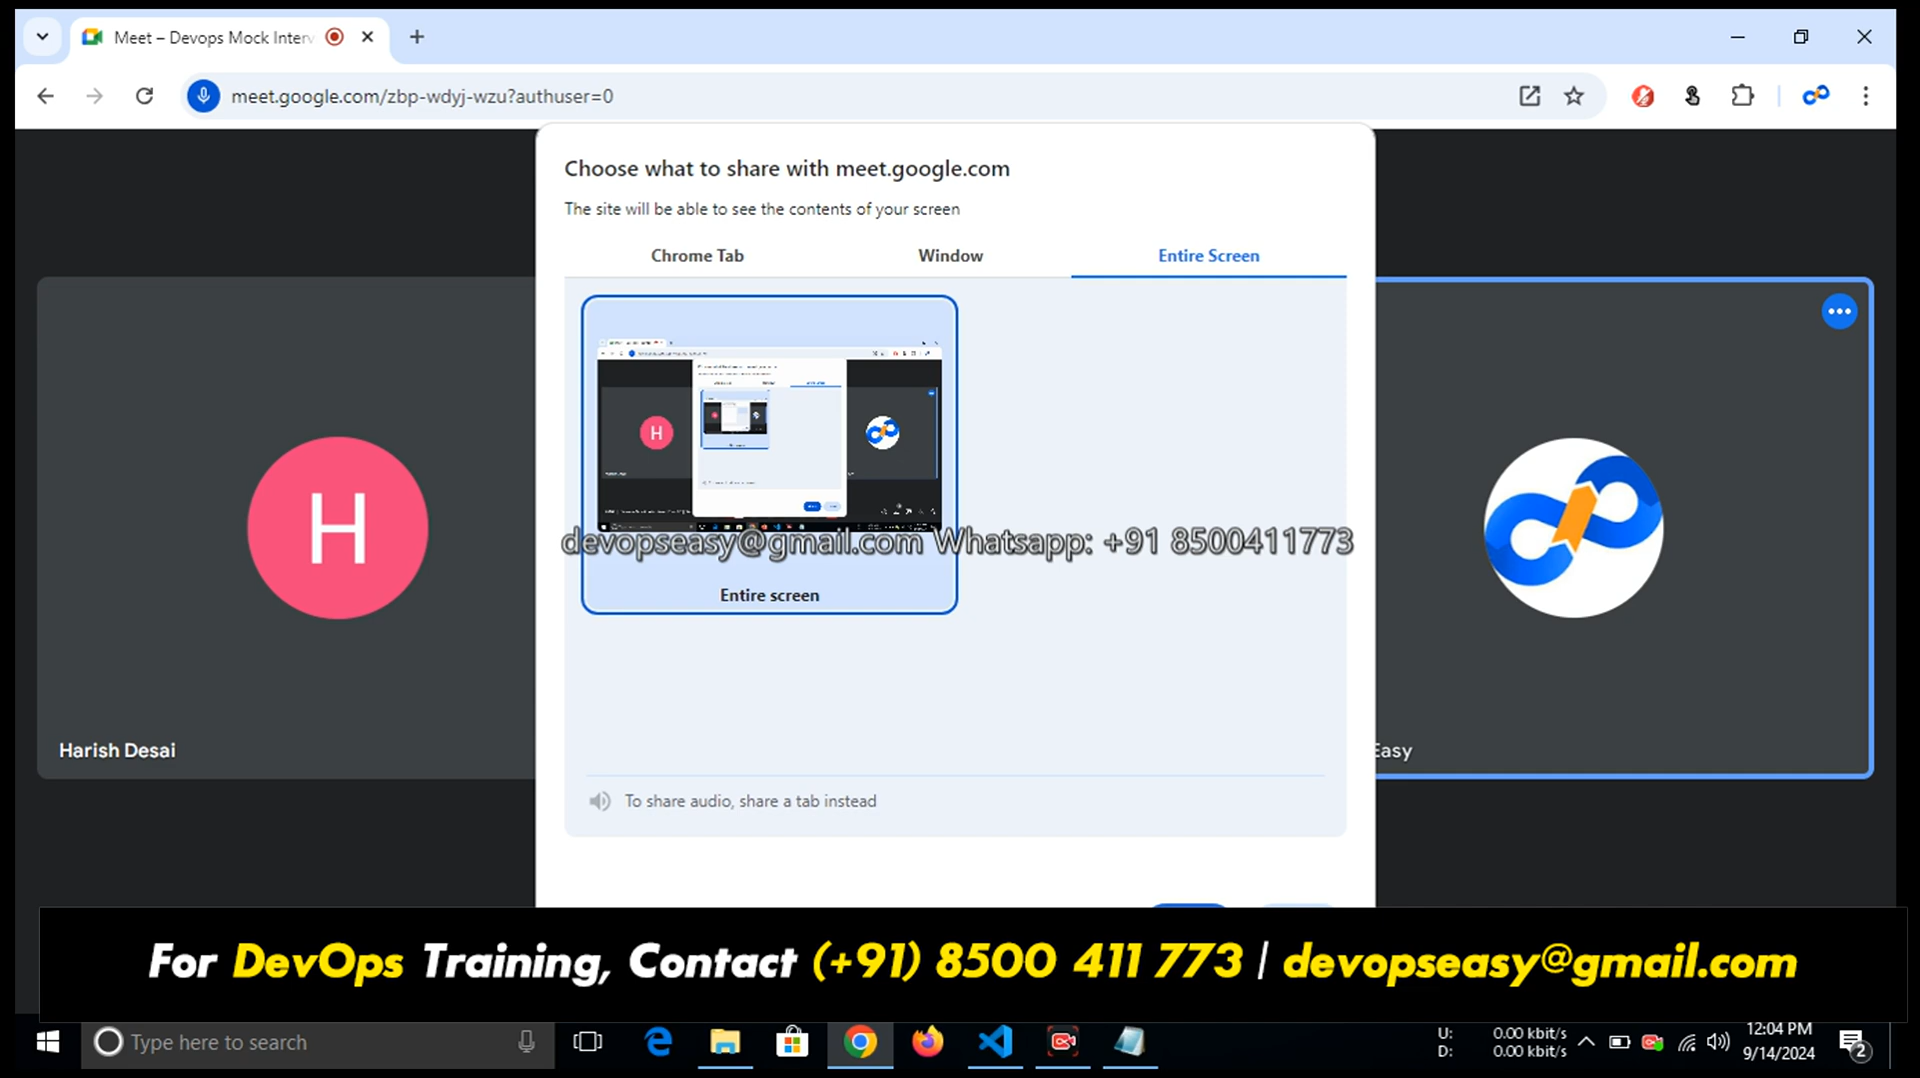 Meet – Devops Mock Interv
meet.google.com/zbp-wdyj-wzu?authuser=0
Choose what to share with meet.google.com
The site will be able to see the contents of your screen
Chrome Tab
Window
Entire Screen
H
H
devopseasy@gmail.com Whatsapp: +91 8500411773
Entire screen
Harish Desai
Easy
To share audio, share a tab instead
For DevOps Training, Contact (+91) 8500 411 773 | devopseasy@gmail.com
Type here to search
U: 0.00 kbit/s
D: 0.00 kbit/s
12:04 PM
9/14/2024
2